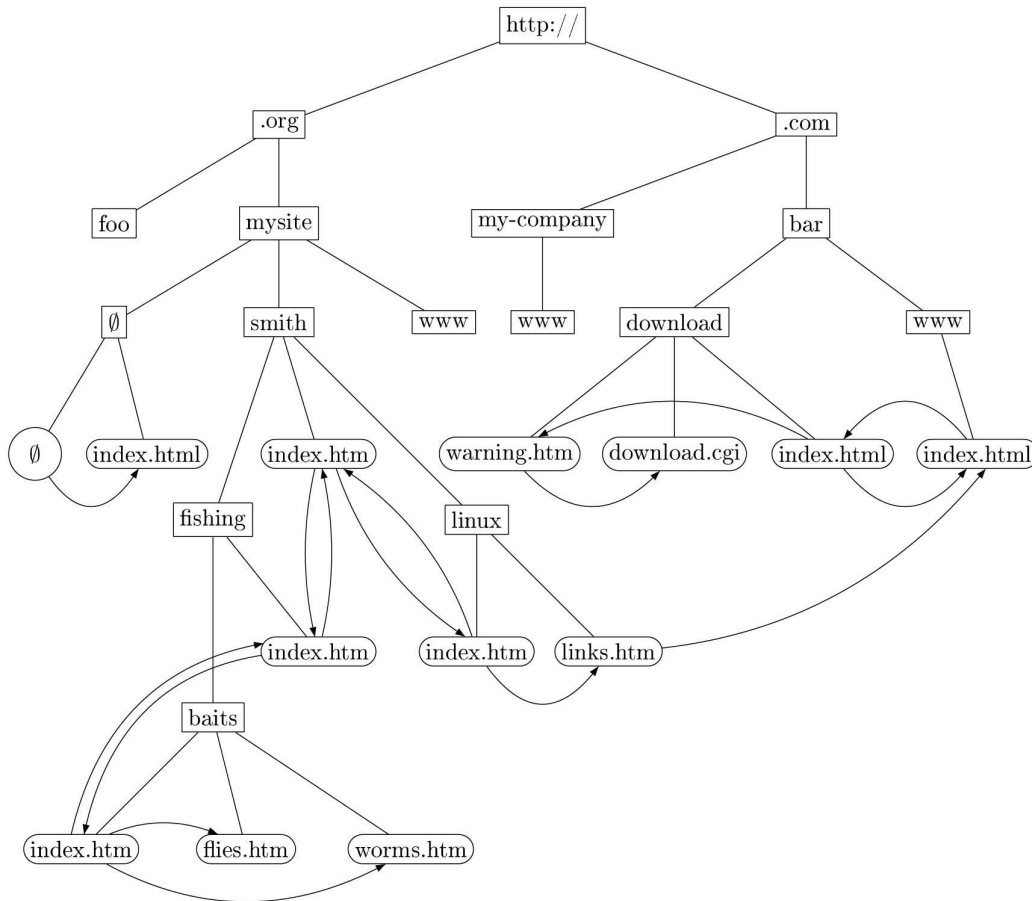 http://
.org
.com
foo
mysite
my-company
bar
∅
smith
www
www
download
www
∅
index.html
index.htm
warning.htm
download.cgi
index.html
index.html
fishing
linux
index.htm
index.htm
links.htm
baits
index.htm
flies.htm
worms.htm